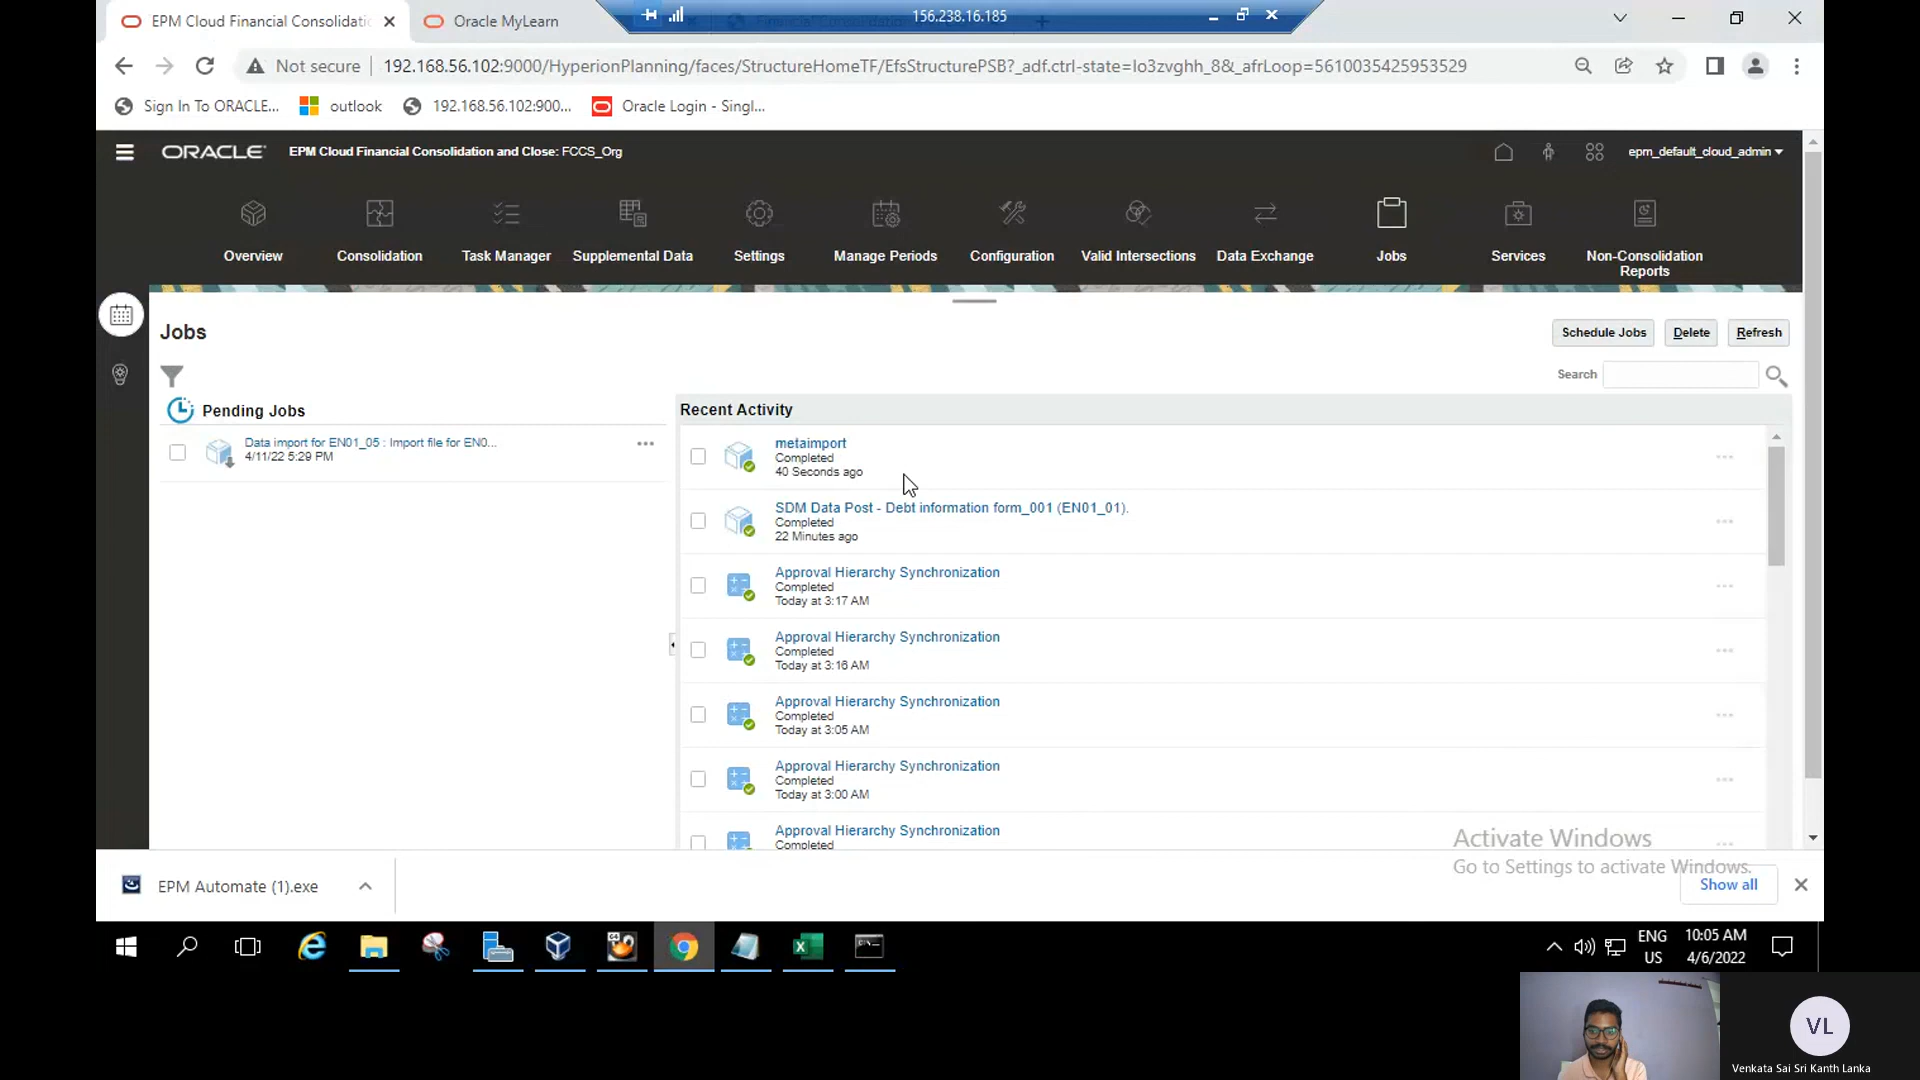 EPM Cloud Financial Consolidatio
Oracle MyLearn
156.238.16.185
Not secure
192.168.56.102:9000/HyperionPlanning/faces/StructureHomeTF/EfsStructurePSB?_adf.ctrl-state=lo3zvghh_8&_afrLoop=5610035425953529
Sign In To ORACLE...
outlook
192.168.56.102:900...
Oracle Login - Singl...
ORACLE
EPM Cloud Financial Consolidation and Close: FCCS_Org
epm_default_cloud_admin
Overview
Consolidation
Task Manager
Supplemental Data
Settings
Manage Periods
Configuration
Valid Intersections
Data Exchange
Jobs
Services
Non-Consolidation
Reports
Jobs
Schedule Jobs
Delete
Refresh
Search
Pending Jobs
Data import for EN01_05 : Import file for EN0...
4/11/22 5:29 PM
Recent Activity
metaimport
Completed
40 Seconds ago
SDM Data Post - Debt information form_001 (EN01_01).
Completed
22 Minutes ago
Approval Hierarchy Synchronization
Completed
Today at 3:17 AM
Approval Hierarchy Synchronization
Completed
Today at 3:16 AM
Approval Hierarchy Synchronization
Completed
Today at 3:05 AM
Approval Hierarchy Synchronization
Completed
Today at 3:00 AM
Approval Hierarchy Synchronization
Completed
Activate Windows
Go to Settings to activate Windows.
EPM Automate (1).exe
Show all
ENG
US
10:05 AM
4/6/2022
VL
Venkata Sai Sri Kanth Lanka